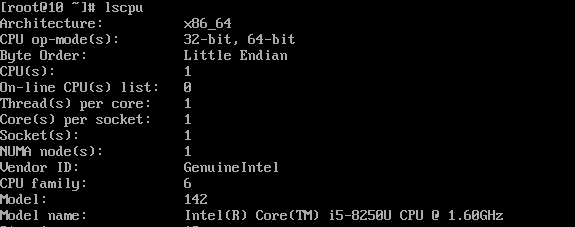 [root@10 ~]# lscpu
Architecture: x86_64
CPU op-mode(s): 32-bit, 64-bit
Byte Order: Little Endian
CPU(s): 1
On-line CPU(s) list: 0
Thread(s) per core: 1
Core(s) per socket: 1
Socket(s): 1
NUMA node(s): 1
Vendor ID: GenuineIntel
CPU family: 6
Model: 142
Model name: Intel(R) Core(TM) i5-8250U CPU @ 1.60GHz